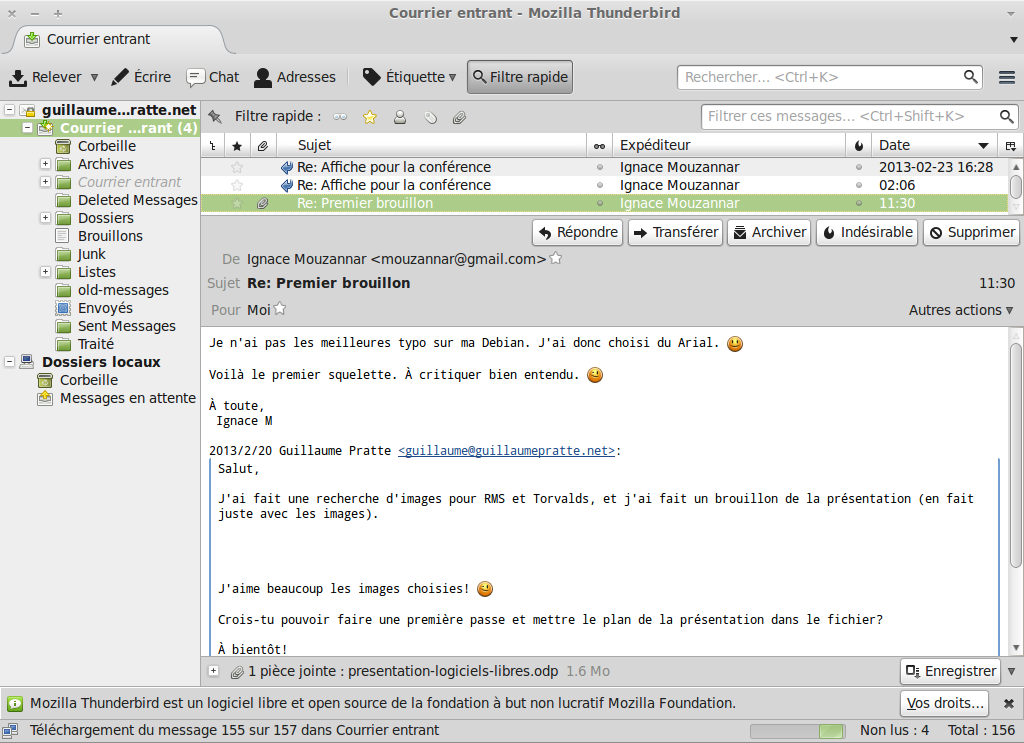 Courrier entrant - Mozilla Thunderbird
Courrier entrant
Relever Écrire Chat Adresses Étiquette Filtre rapide Rechercher... <Ctrl+K>
guillaume...ratte.net
Courrier ...rant (4)
Corbeille
Archives
Courrier entrant
Deleted Messages
Dossiers
Brouillons
Junk
Listes
old-messages
Envoyés
Sent Messages
Traité
Dossiers locaux
Corbeille
Messages en attente
Filtre rapide : Filtrer ces messages... <Ctrl+Shift+K>
Sujet Expéditeur Date
Re: Affiche pour la conférence Ignace Mouzannar 2013-02-23 16:28
Re: Affiche pour la conférence Ignace Mouzannar 02:06
Re: Premier brouillon Ignace Mouzannar 11:30
Répondre Transférer Archiver Indésirable Supprimer
De Ignace Mouzannar <mouzannar@gmail.com>
Sujet Re: Premier brouillon 11:30
Pour Moi Autres actions
Je n'ai pas les meilleures typo sur ma Debian. J'ai donc choisi du Arial.
Voilà le premier squelette. À critiquer bien entendu.
À toute,
Ignace M
2013/2/20 Guillaume Pratte <guillaume@guillaumepratte.net>:
Salut,
J'ai fait une recherche d'images pour RMS et Torvalds, et j'ai fait un brouillon de la présentation (en fait
juste avec les images).
J'aime beaucoup les images choisies!
Crois-tu pouvoir faire une première passe et mettre le plan de la présentation dans le fichier?
À bientôt!
1 pièce jointe : presentation-logiciels-libres.odp 1.6 Mo Enregistrer
Mozilla Thunderbird est un logiciel libre et open source de la fondation à but non lucratif Mozilla Foundation. Vos droits...
Téléchargement du message 155 sur 157 dans Courrier entrant Non lus : 4 Total : 156